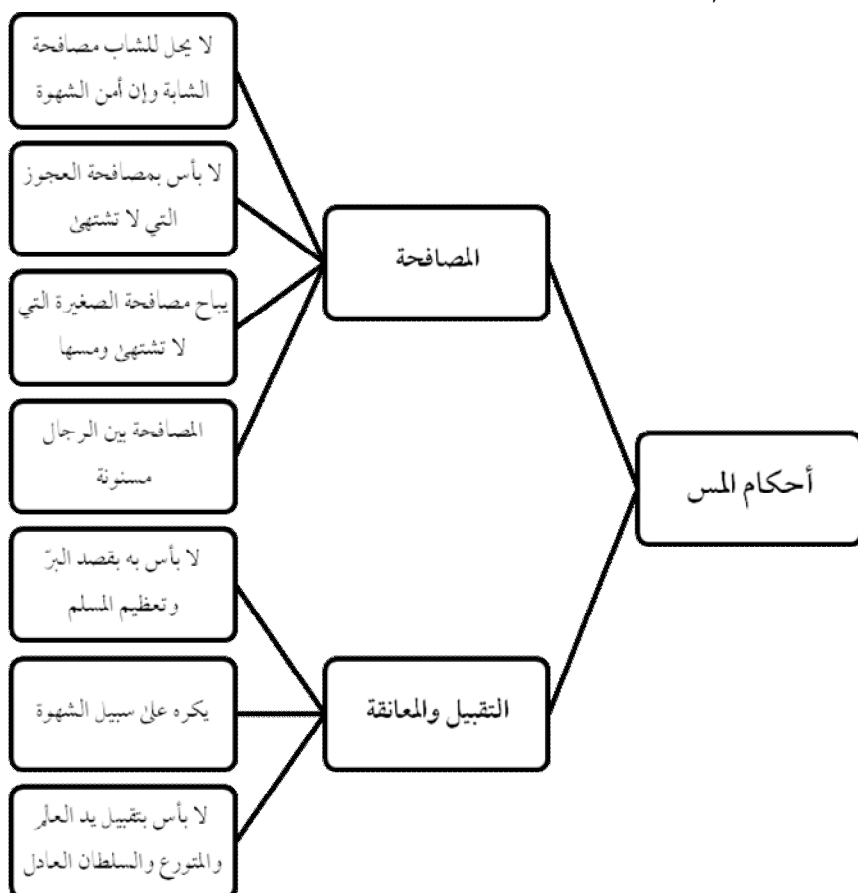 أحكام المس
المصافحة
لا يحل للشاب مصافحة
الشابة وإن أمن الشهوة
لا بأس بمصافحة العجوز
التي لا تشتهى
يباح مصافحة الصغيرة التي
لا تشتهى ومسها
المصافحة بين الرجال
مسنونة
التقبيل والمعانقة
لا بأس به بقصد البرّ
وتعظيم المسلم
يكره على سبيل الشهوة
لا بأس بتقبيل يد العالم
والمتورع والسلطان العادل